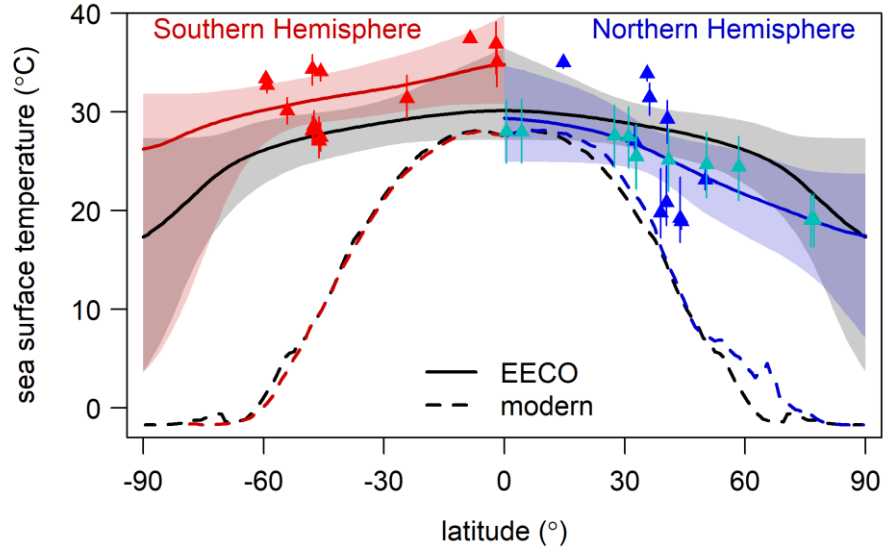 Southern Hemisphere
Northern Hemisphere
40
30
20
10
0
sea surface temperature (°C)
EECO
modern
-90 -60 -30 0 30 60 90
latitude (°)